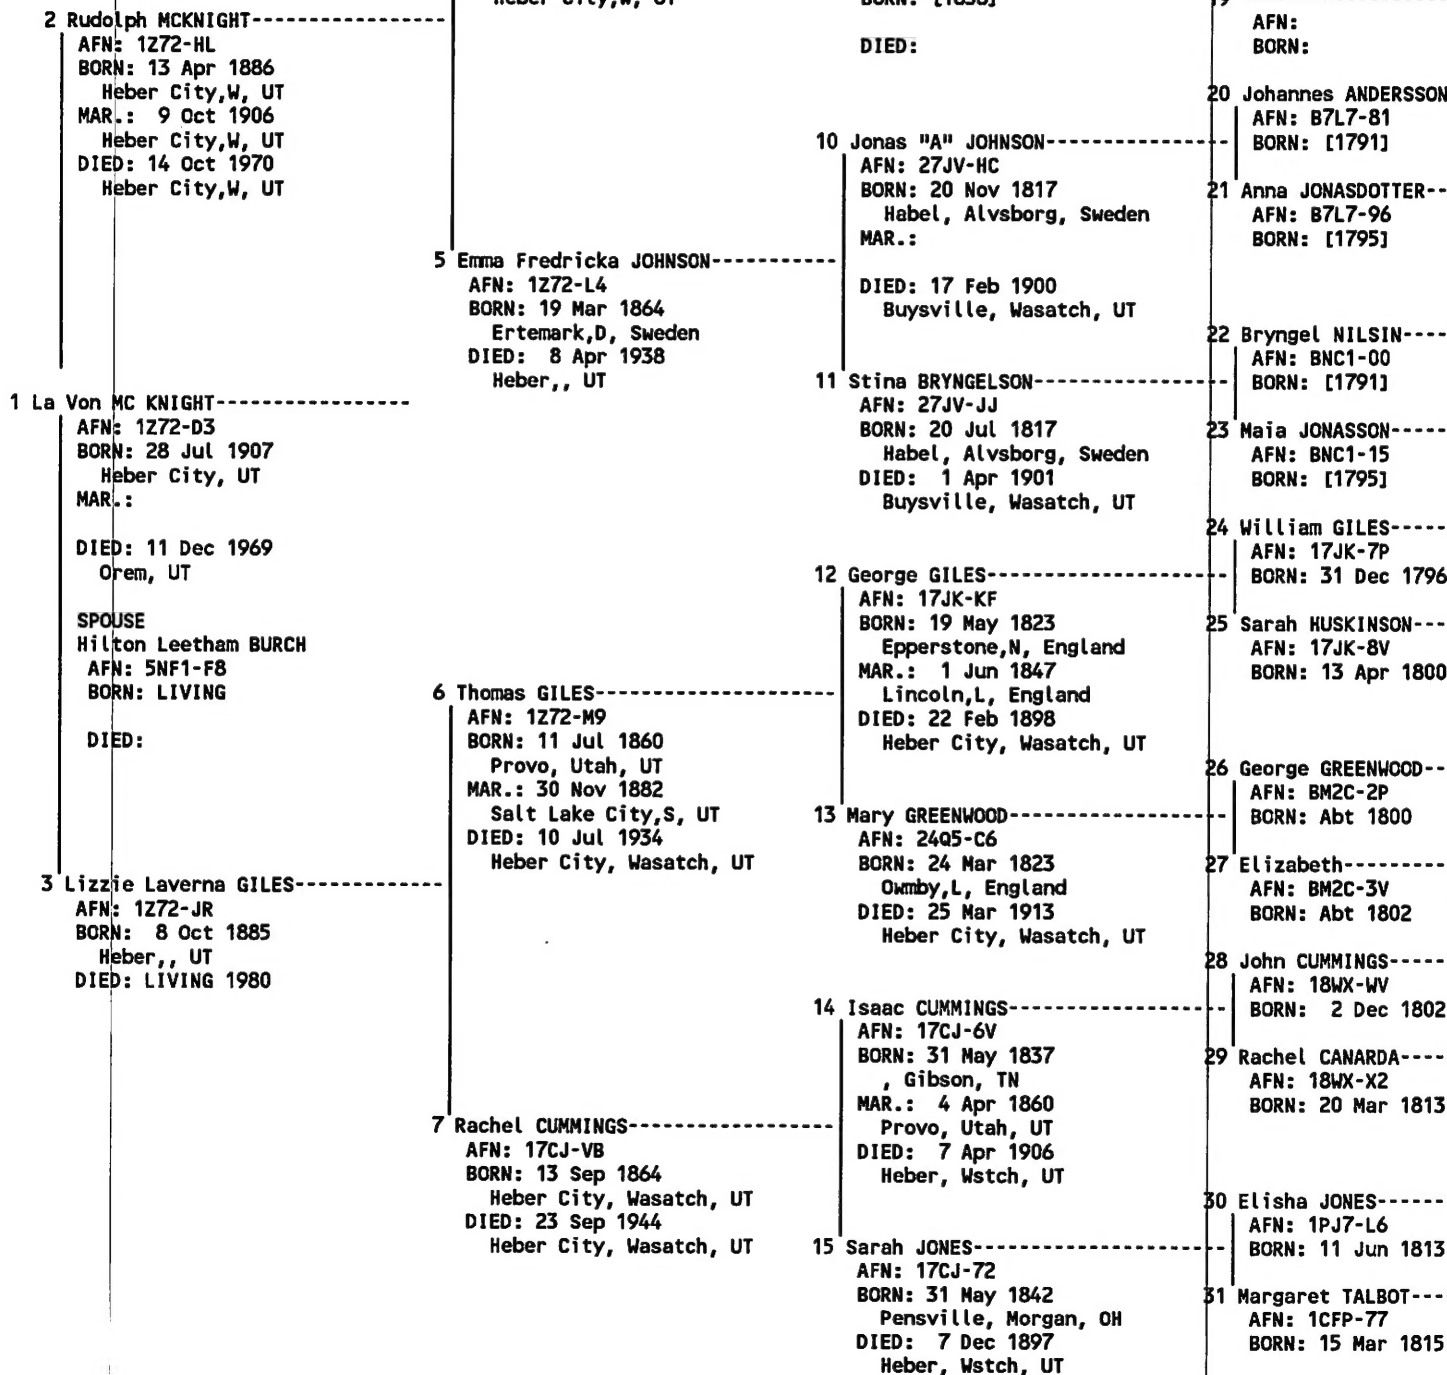 Heber City,W, UT
2 Rudolph MCKNIGHT----------------
AFN: 1Z72-HL
BORN: 13 Apr 1886
Heber City,W, UT
MAR.:  9 Oct 1906
Heber City,W, UT
DIED: 14 Oct 1970
Heber City,W, UT
5 Emma Fredricka JOHNSON----------
AFN: 1Z72-L4
BORN: 19 Mar 1864
Ertemark,D, Sweden
DIED:  8 Apr 1938
Heber,, UT
1 La Von MC KNIGHT----------------
AFN: 1Z72-D3
BORN: 28 Jul 1907
Heber City, UT
MAR.:
DIED: 11 Dec 1969
Orem, UT
SPOUSE
Hilton Leetham BURCH
AFN: 5NF1-F8
BORN: LIVING
DIED:
6 Thomas GILES--------------------
AFN: 1Z72-M9
BORN: 11 Jul 1860
Provo, Utah, UT
MAR.: 30 Nov 1882
Salt Lake City,S, UT
DIED: 10 Jul 1934
Heber City, Wasatch, UT
3 Lizzie Laverna GILES------------
AFN: 1Z72-JR
BORN:  8 Oct 1885
Heber,, UT
DIED: LIVING 1980
7 Rachel CUMMINGS-----------------
AFN: 17CJ-VB
BORN: 13 Sep 1864
Heber City, Wasatch, UT
DIED: 23 Sep 1944
Heber City, Wasatch, UT
DIED:
10 Jonas "A" JOHNSON---------------
AFN: 27JV-HC
BORN: 20 Nov 1817
Habel, Alvsborg, Sweden
MAR.:
DIED: 17 Feb 1900
Buysville, Wasatch, UT
11 Stina BRYNGELSON----------------
AFN: 27JV-JJ
BORN: 20 Jul 1817
Habel, Alvsborg, Sweden
DIED:  1 Apr 1901
Buysville, Wasatch, UT
12 George GILES--------------------
AFN: 17JK-KF
BORN: 19 May 1823
Epperstone,N, England
MAR.:  1 Jun 1847
Lincoln,L, England
DIED: 22 Feb 1898
Heber City, Wasatch, UT
13 Mary GREENWOOD------------------
AFN: 24Q5-C6
BORN: 24 Mar 1823
Owmby,L, England
DIED: 25 Mar 1913
Heber City, Wasatch, UT
14 Isaac CUMMINGS------------------
AFN: 17CJ-6V
BORN: 31 May 1837
, Gibson, TN
MAR.:  4 Apr 1860
Provo, Utah, UT
DIED:  7 Apr 1906
Heber, Wstch, UT
15 Sarah JONES---------------------
AFN: 17CJ-72
BORN: 31 May 1842
Pensville, Morgan, OH
DIED:  7 Dec 1897
Heber, Wstch, UT
19
AFN:
BORN:
20 Johannes ANDERSSON
AFN: B7L7-81
BORN: [1791]
21 Anna JONASDOTTER--
AFN: B7L7-96
BORN: [1795]
22 Bryngel NILSIN----
AFN: BNC1-00
BORN: [1791]
23 Maia JONASSON-----
AFN: BNC1-15
BORN: [1795]
24 William GILES-----
AFN: 17JK-7P
BORN: 31 Dec 1796
25 Sarah HUSKINSON---
AFN: 17JK-8V
BORN: 13 Apr 1800
26 George GREENWOOD--
AFN: BM2C-2P
BORN: Abt 1800
27 Elizabeth---------
AFN: BM2C-3V
BORN: Abt 1802
28 John CUMMINGS-----
AFN: 18WX-WV
BORN:  2 Dec 1802
29 Rachel CANARDA----
AFN: 18WX-X2
BORN: 20 Mar 1813
30 Elisha JONES------
AFN: 1PJ7-L6
BORN: 11 Jun 1813
31 Margaret TALBOT---
AFN: 1CFP-77
BORN: 15 Mar 1815